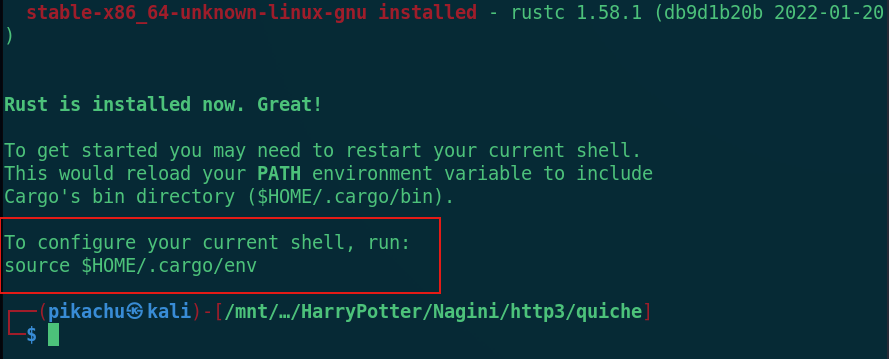 stable-x86_64-unknown-linux-gnu installed - rustc 1.58.1 (db9d1b20b 2022-01-20
)
Rust is installed now. Great!
To get started you may need to restart your current shell.
This would reload your PATH environment variable to include
Cargo's bin directory ($HOME/.cargo/bin).
To configure your current shell, run:
source $HOME/.cargo/env
┌──(pikachu㉿kali)-[/mnt/…/HarryPotter/Nagini/http3/quiche]
└─$